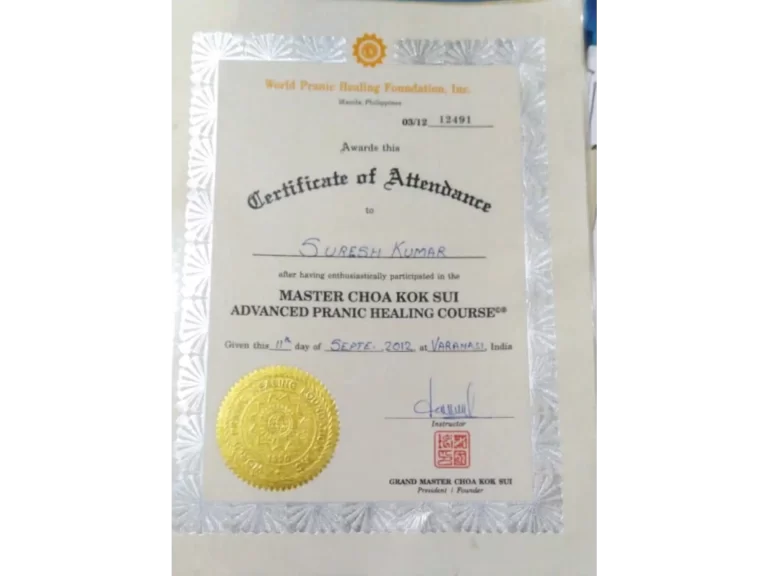 World Pranic Healing Foundation, Inc.
Manila, Philippines
03/12 12491
Awards this
Certificate of Attendance
to
SURESH KUMAR
after having enthusiastically participated in the
MASTER CHOA KOK SUI
ADVANCED PRANIC HEALING COURSE©®
Given this 11th day of SEPTE. 2012 at VARANASI, India
Instructor
GRAND MASTER CHOA KOK SUI
President / Founder